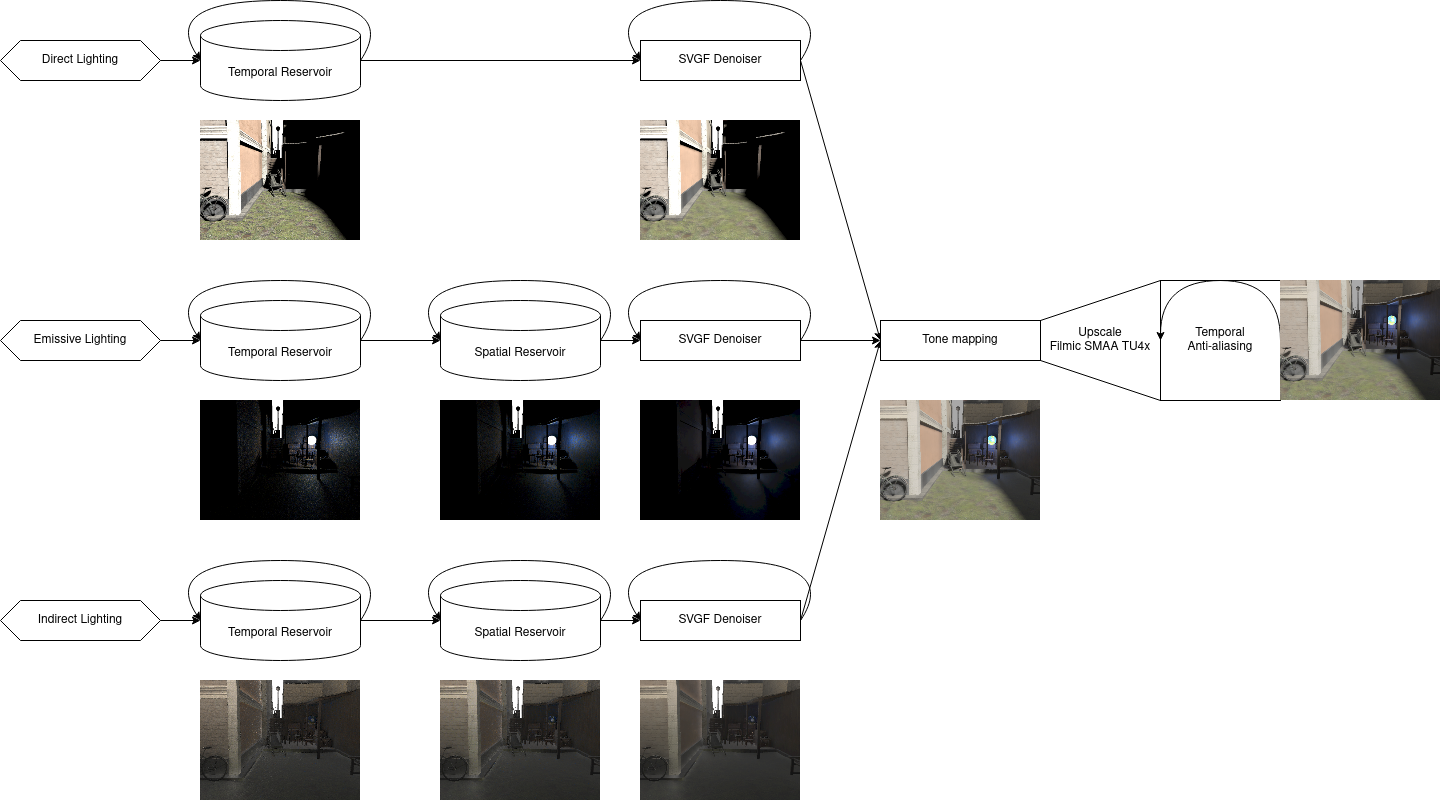 Direct Lighting
Temporal Reservoir
SVGF Denoiser
Emissive Lighting
Temporal Reservoir
Spatial Reservoir
SVGF Denoiser
Tone mapping
Upscale
Filmic SMAA TU4x
Temporal
Anti-aliasing
Indirect Lighting
Temporal Reservoir
Spatial Reservoir
SVGF Denoiser